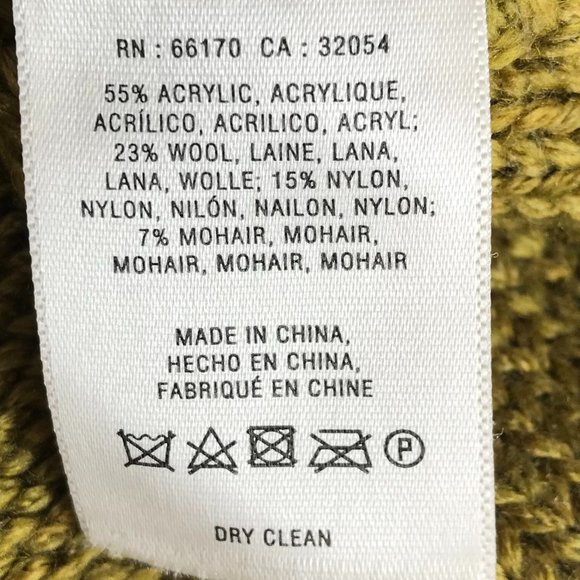 RN : 66170 CA : 32054
55% ACRYLIC, ACRYLIQUE,
ACRÍLICO, ACRILICO, ACRYL;
23% WOOL, LAINE, LANA,
LANA, WOLLE; 15% NYLON,
NYLON, NILÓN, NAILON, NYLON;
7% MOHAIR, MOHAIR,
MOHAIR, MOHAIR, MOHAIR
MADE IN CHINA,
HECHO EN CHINA,
FABRIQUÉ EN CHINE
P
DRY CLEAN